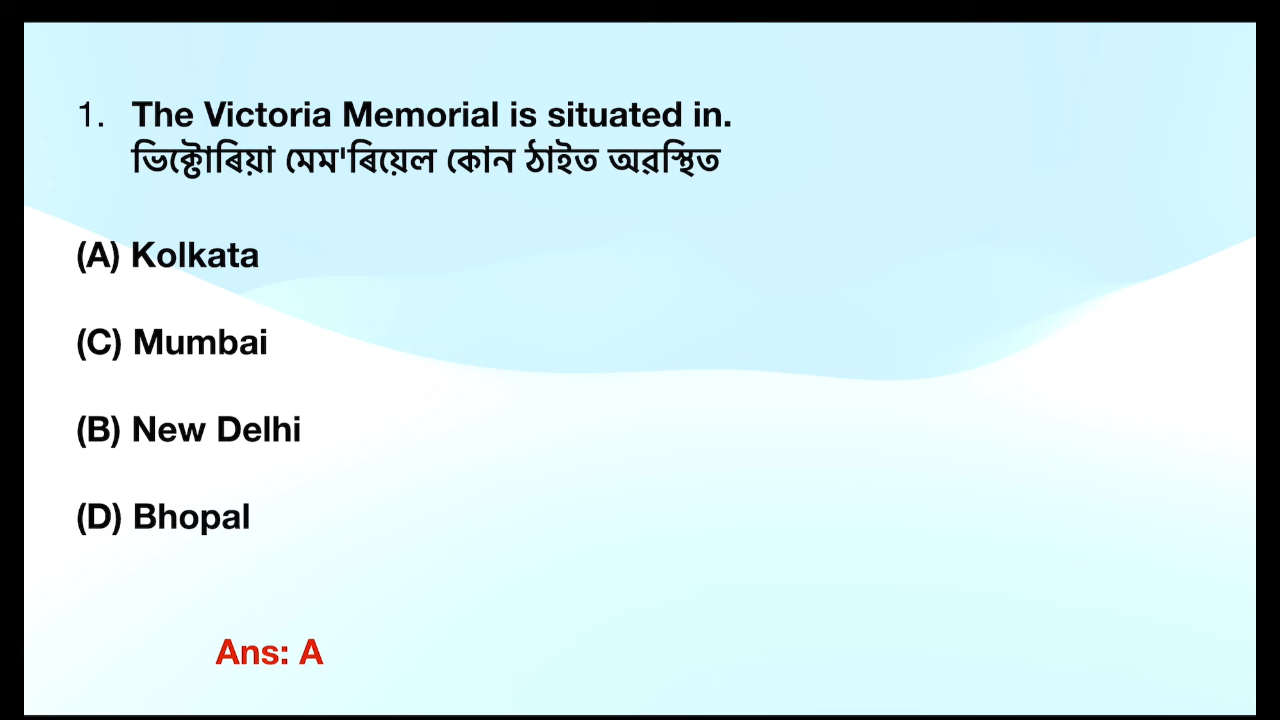 1. The Victoria Memorial is situated in.
ভিক্টোৰিয়া মেম'ৰিয়েল কোন ঠাইত অৱস্থিত
(A) Kolkata
(C) Mumbai
(B) New Delhi
(D) Bhopal
Ans: A